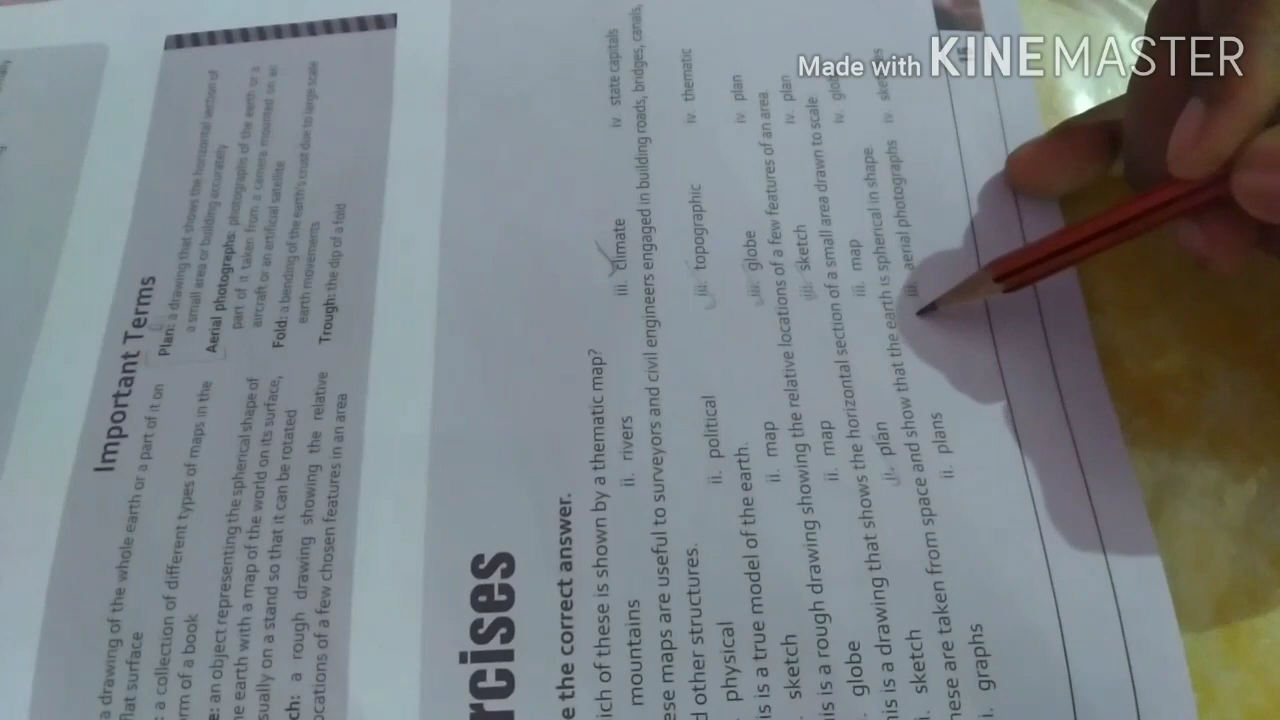 Made with KINEMASTER
Important Terms
a drawing of the whole earth or a part of it on
flat surface
: a collection of different types of maps in the
orm of a book
e: an object representing the spherical shape of
he earth with a map of the world on its surface,
sually on a stand so that it can be rotated
ch: a rough drawing showing the relative
ocations of a few chosen features in an area
Plan: a drawing that shows the horizontal section of
a small area or building accurately
Aerial photographs: photographs of the earth or a
part of it taken from a camera mounted on an
aircraft or an artificial satellite
Fold: a bending of the earth's crust due to large scale
earth movements
Trough: the dip of a fold
rcises
e the correct answer.
ich of these is shown by a thematic map?
mountains ii. rivers iii. climate iv. state capitals
ese maps are useful to surveyors and civil engineers engaged in building roads, bridges, canals,
d other structures.
physical ii. political iii. topographic iv. thematic
is is a true model of the earth.
sketch ii. map iii. globe iv. plan
is is a rough drawing showing the relative locations of a few features of an area.
globe ii. map iii. sketch iv. plan
his is a drawing that shows the horizontal section of a small area drawn to scale.
i. sketch ii. plan iii. map iv. glob
hese are taken from space and show that the earth is spherical in shape.
i. graphs ii. plans iii. aerial photographs iv.